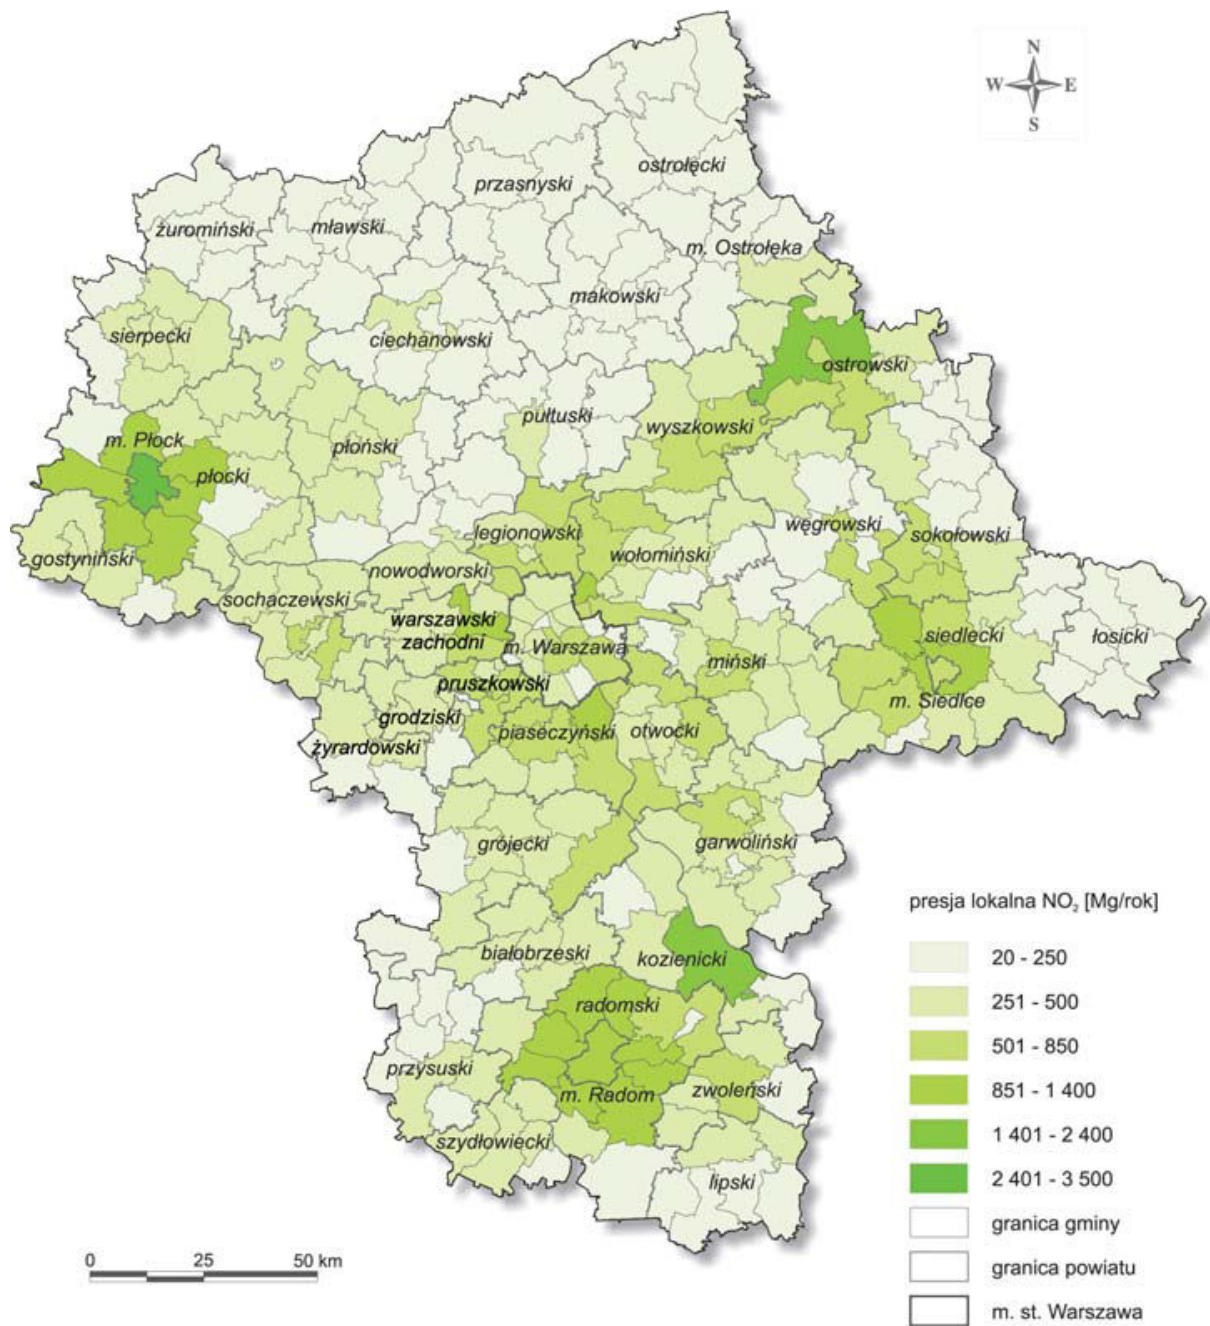 N
W E
S
ostrołęcki
przasnyski
żuromiński
mławski
m. Ostrołęka
makowski
sierpecki
ciechanowski
ostrowski
pułtuski
wyszkowski
m. Płock
płoński
płocki
węgrowski
sokołowski
legionowski
wołomiński
gostyniński
nowodworski
sochaczewski
warszawski
zachodni
m. Warszawa
siedlecki
łosicki
miński
pruszkowski
m. Siedlce
grodziski
piaseczyński
otwocki
żyrardowski
grójecki
garwoliński
białobrzeski
kozienicki
radomski
przysuski
m. Radom
zwoleński
szydłowiecki
lipski
presja lokalna NO₂ [Mg/rok]
20 - 250
251 - 500
501 - 850
851 - 1 400
1 401 - 2 400
2 401 - 3 500
granica gminy
granica powiatu
m. st. Warszawa
0 25 50 km